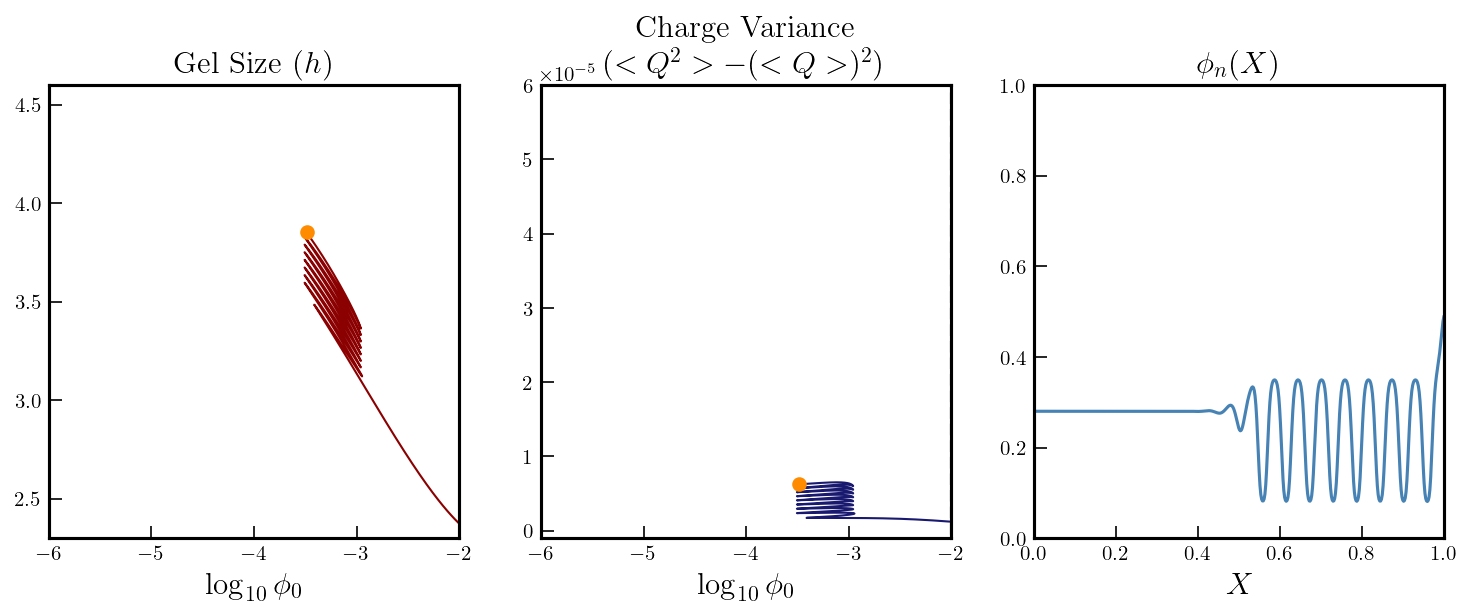 Gel Size (h)
4.5
4.0
3.5
3.0
2.5
−6 −5 −4 −3 −2
log₁₀ ϕ₀
Charge Variance
(< Q² > −(< Q >)²)
×10⁻⁵
6
5
4
3
2
1
0
−6 −5 −4 −3 −2
log₁₀ ϕ₀
ϕₙ(X)
1.0
0.8
0.6
0.4
0.2
0.0
0.0 0.2 0.4 0.6 0.8 1.0
X